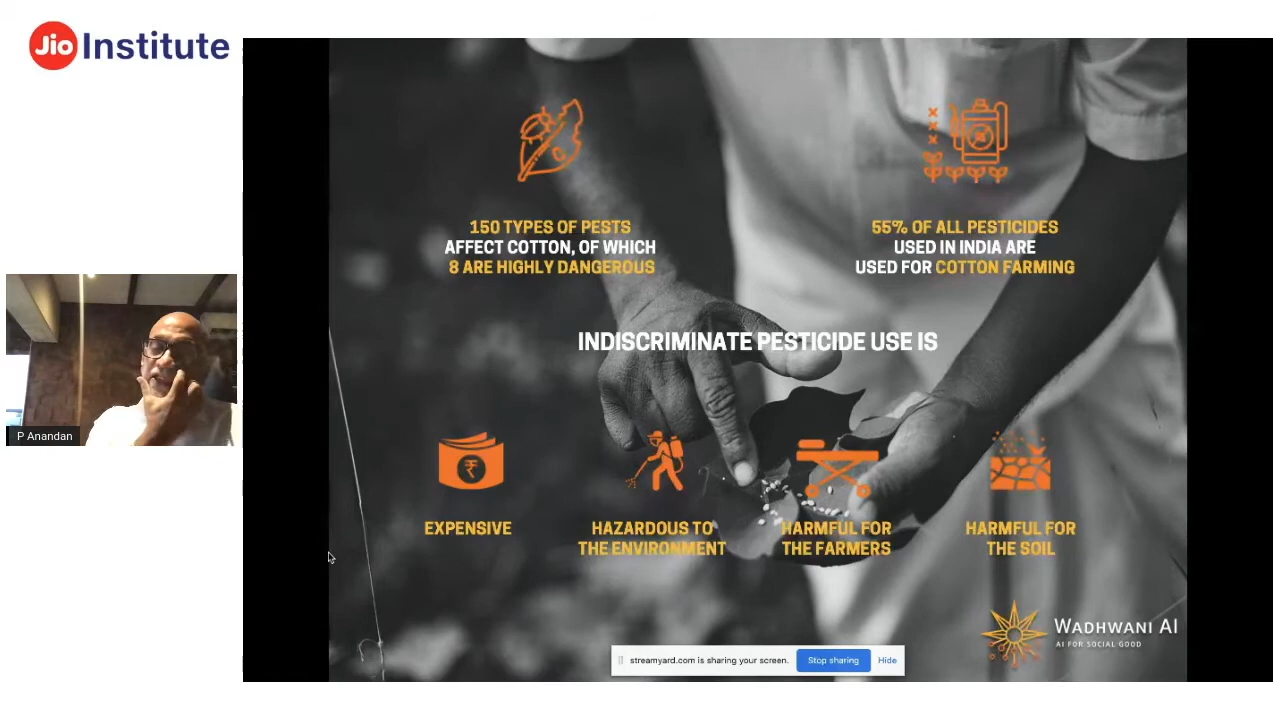 Jio Institute
150 TYPES OF PESTS
AFFECT COTTON, OF WHICH
8 ARE HIGHLY DANGEROUS
55% OF ALL PESTICIDES
USED IN INDIA ARE
USED FOR COTTON FARMING
INDISCRIMINATE PESTICIDE USE IS
₹
EXPENSIVE
HAZARDOUS TO
THE ENVIRONMENT
HARMFUL FOR
THE FARMERS
HARMFUL FOR
THE SOIL
P Anandan
WADHWANI AI
AI FOR SOCIAL GOOD
streamyard.com is sharing your screen.
Stop sharing
Hide